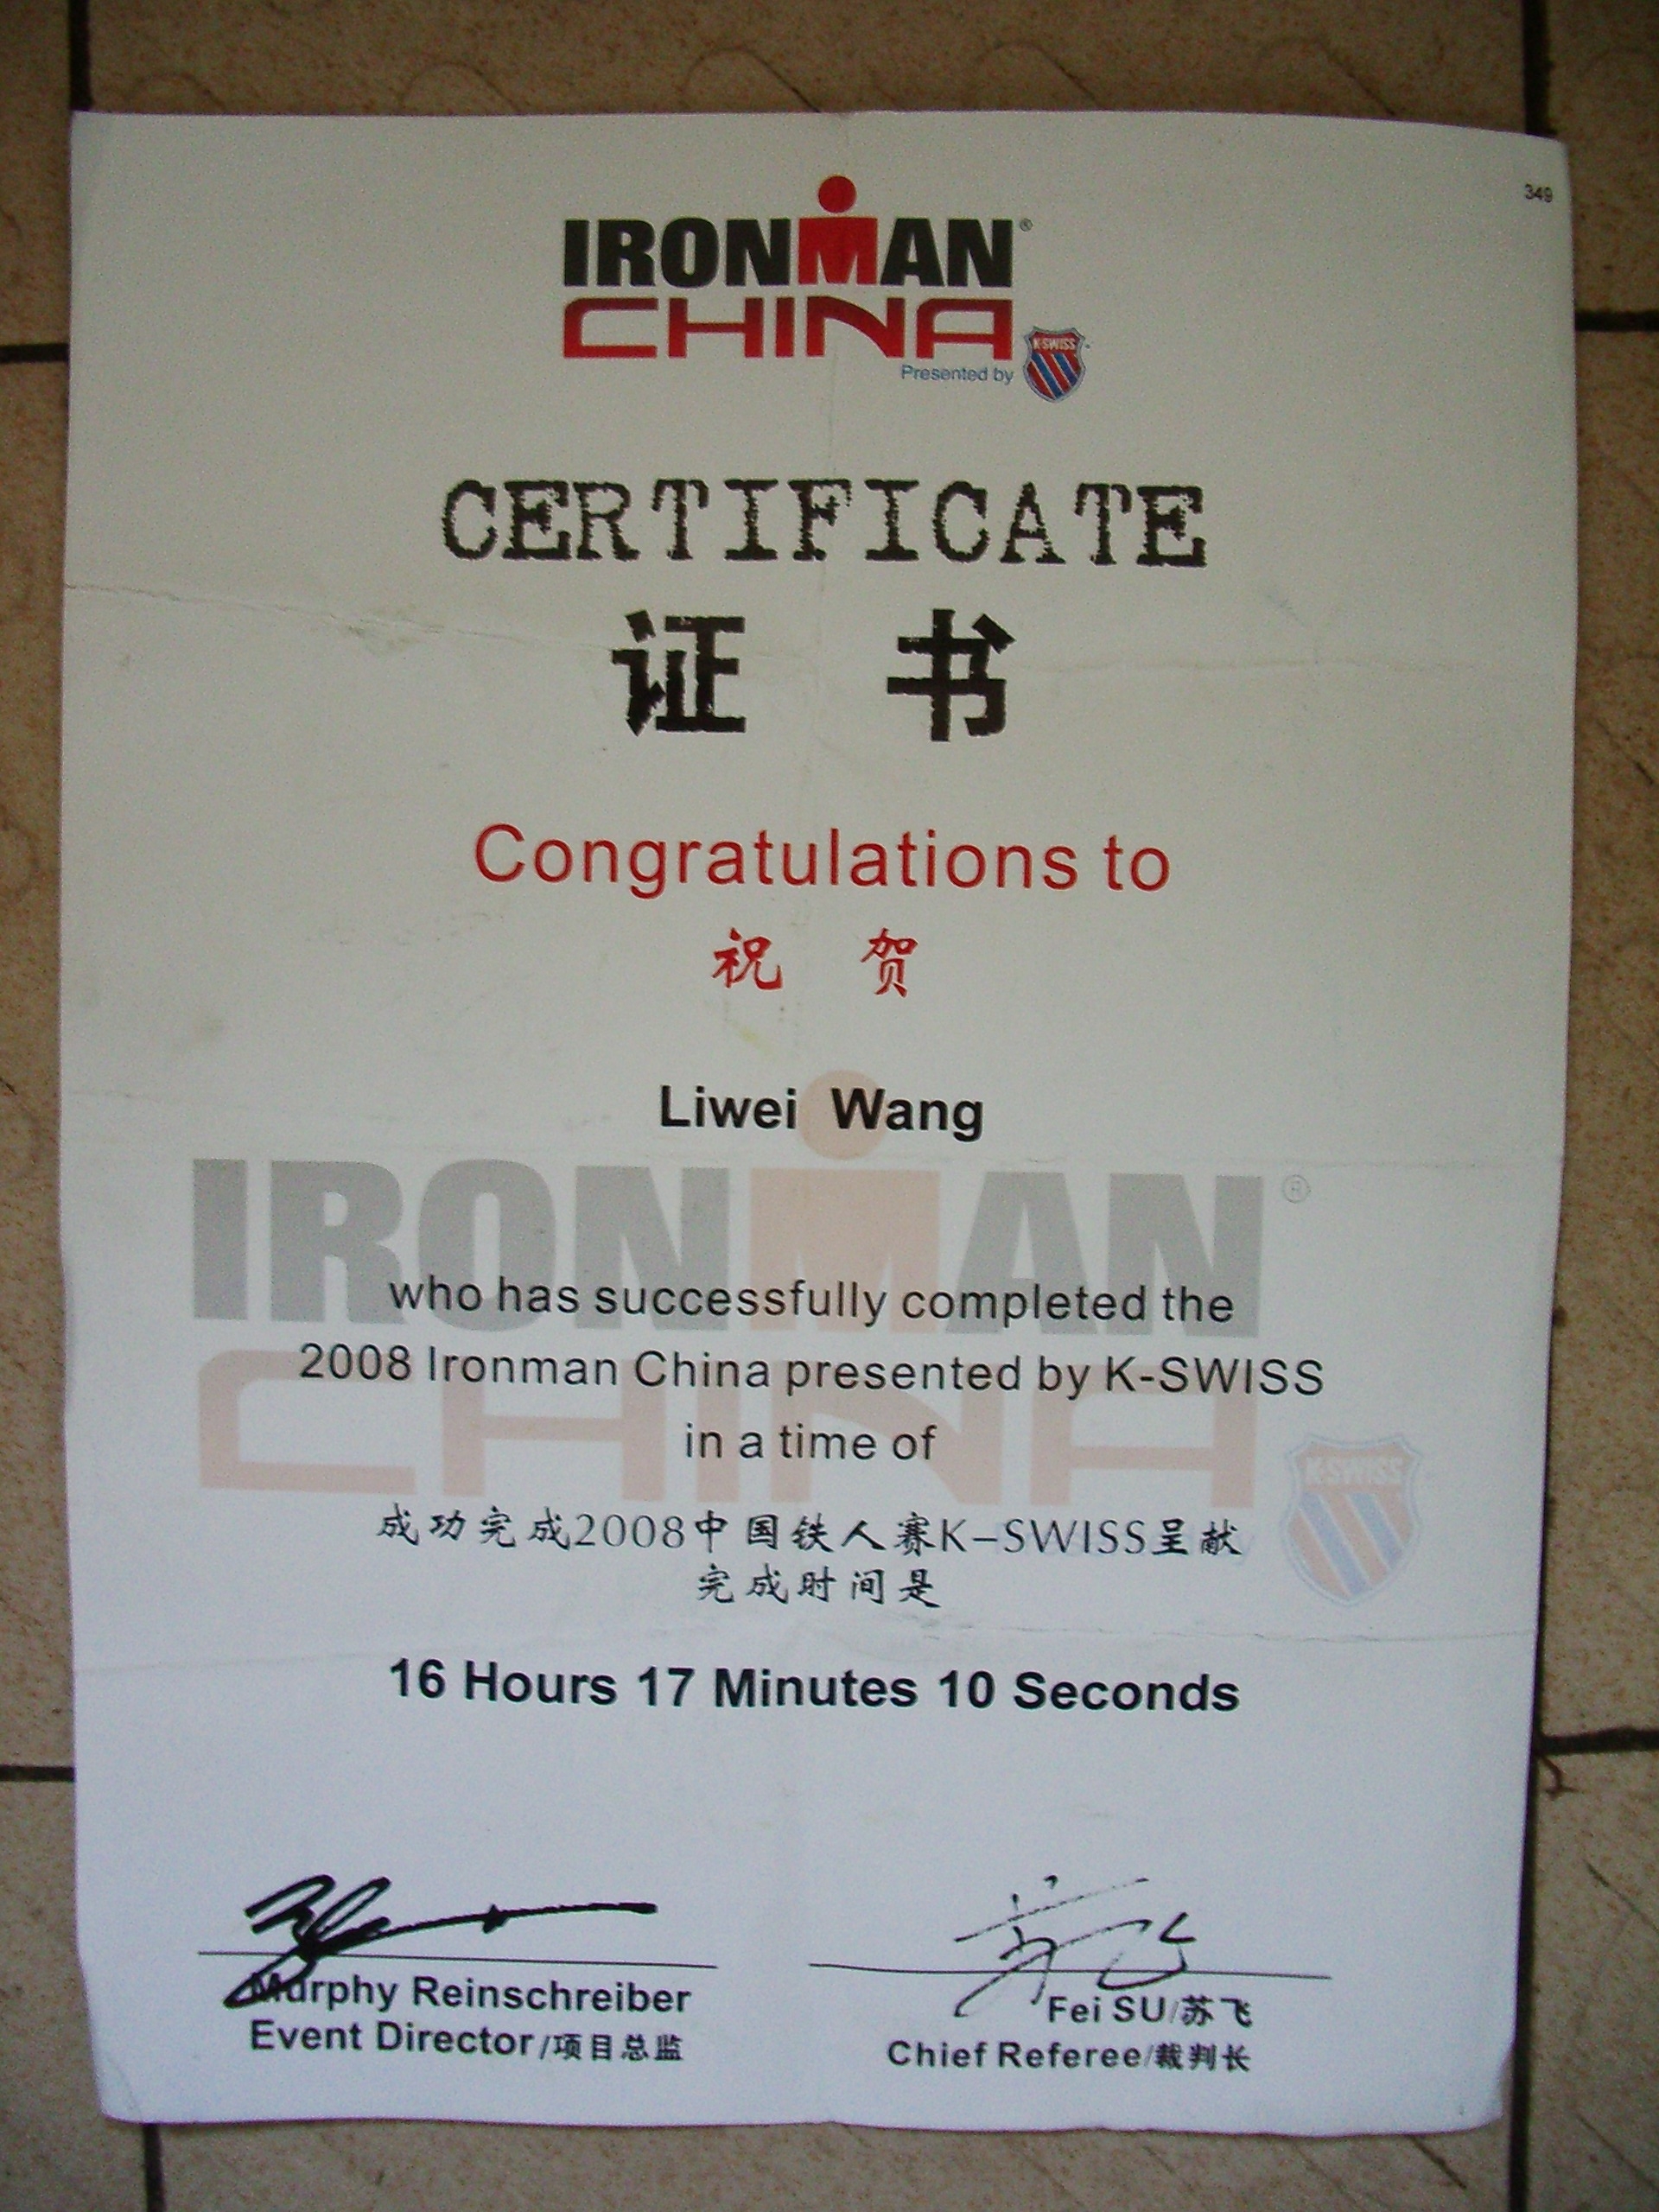 349
IRONMAN®
CHINA
Presented by K·SWISS
CERTIFICATE
证 书
Congratulations to
祝 贺
Liwei Wang
IRONMAN®
CHINA
K·SWISS
who has successfully completed the
2008 Ironman China presented by K-SWISS
in a time of
成功完成2008中国铁人赛K-SWISS呈献
完成时间是
16 Hours 17 Minutes 10 Seconds
苏飞
Murphy Reinschreiber
Fei SU/苏飞
Event Director/项目总监
Chief Referee/裁判长